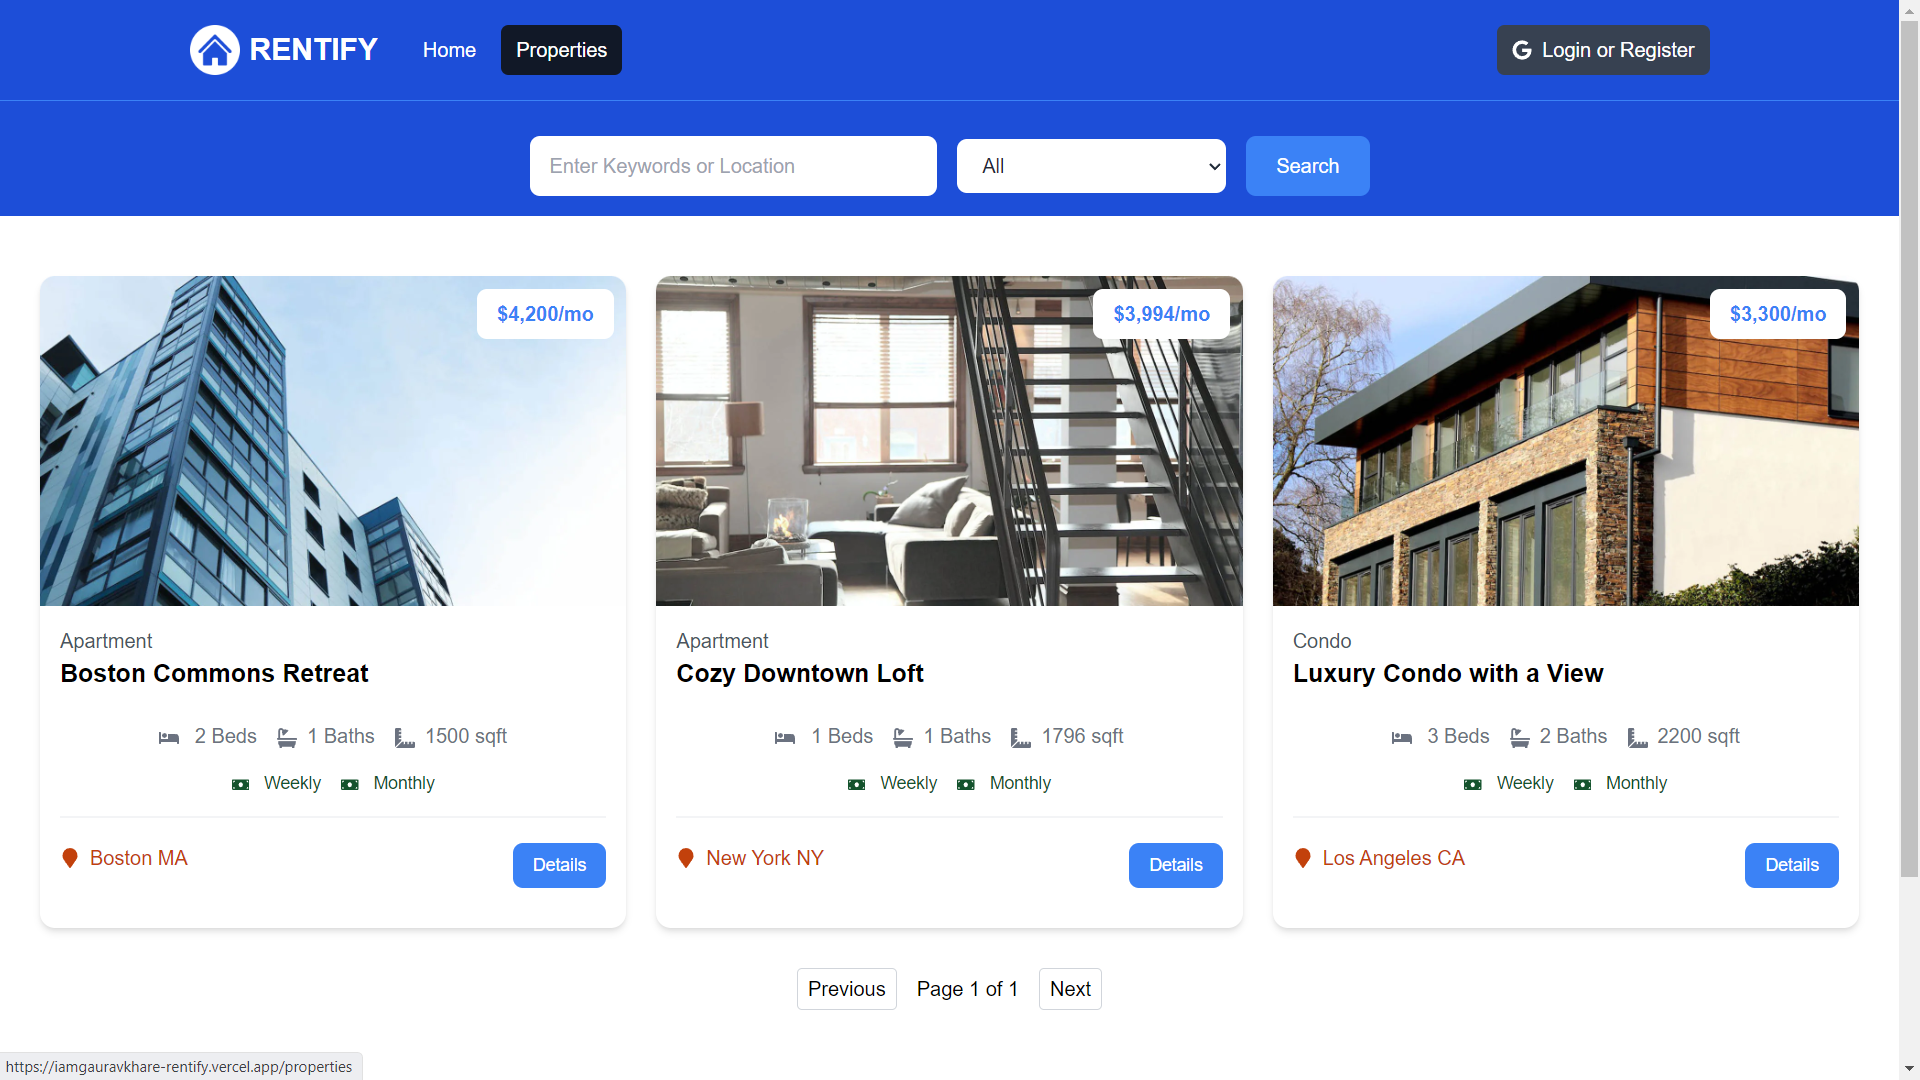 RENTIFY
Home
Properties
Login or Register
Enter Keywords or Location
All
Search
$4,200/mo
Apartment
Boston Commons Retreat
2 Beds 1 Baths 1500 sqft
Weekly Monthly
Boston MA
Details
$3,994/mo
Apartment
Cozy Downtown Loft
1 Beds 1 Baths 1796 sqft
Weekly Monthly
New York NY
Details
$3,300/mo
Condo
Luxury Condo with a View
3 Beds 2 Baths 2200 sqft
Weekly Monthly
Los Angeles CA
Details
Previous
Page 1 of 1
Next
https://iamgauravkhare-rentify.vercel.app/properties